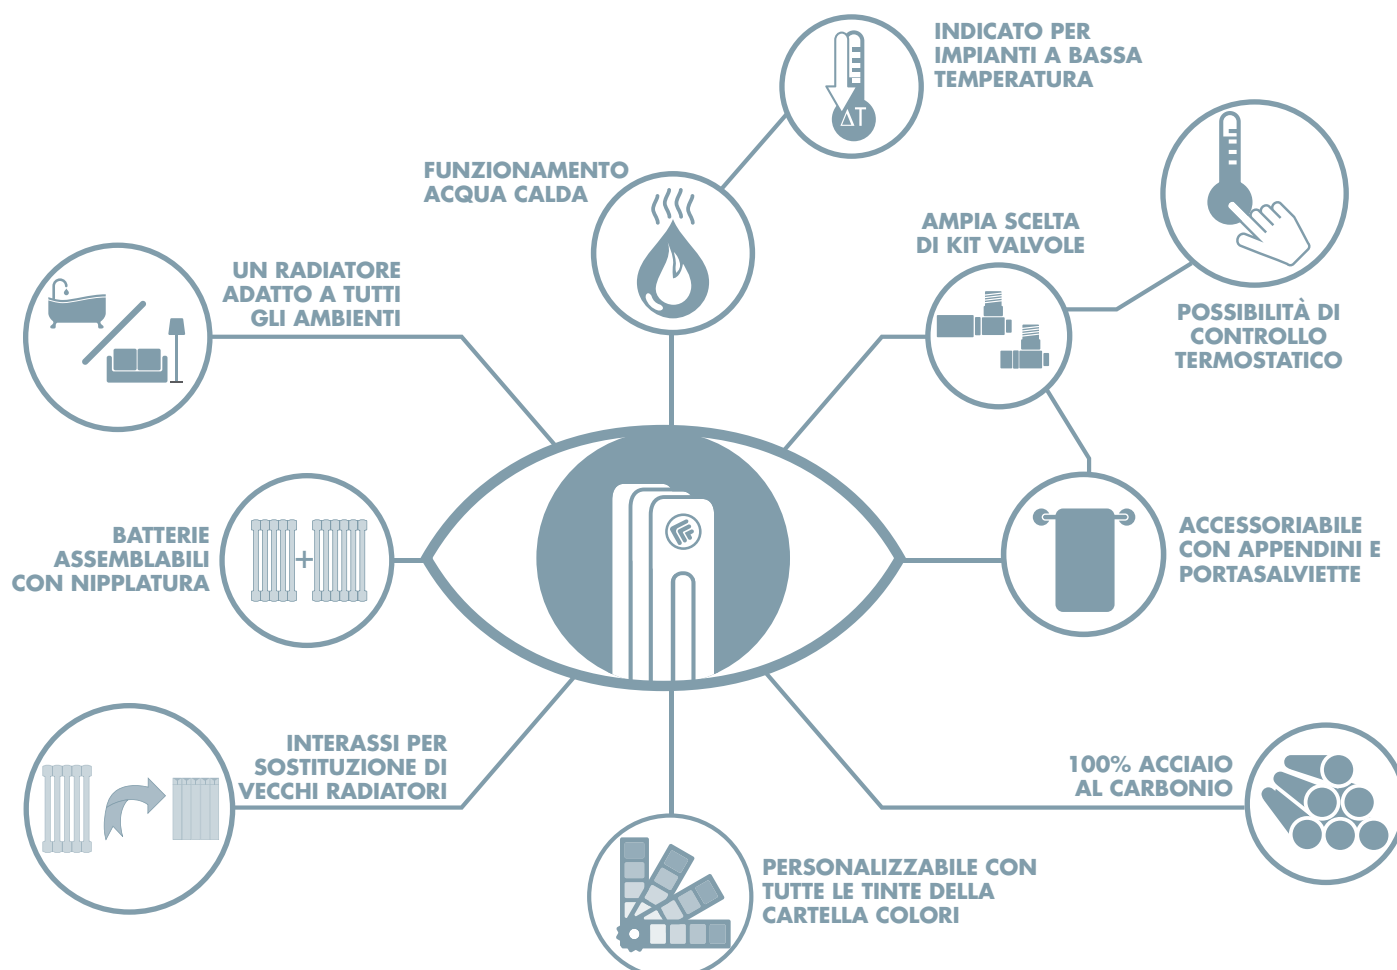 INDICATO PER
IMPIANTI A BASSA
TEMPERATURA
ΔT
FUNZIONAMENTO
ACQUA CALDA
AMPIA SCELTA
DI KIT VALVOLE
UN RADIATORE
ADATTO A TUTTI
GLI AMBIENTI
POSSIBILITÀ DI
CONTROLLO
TERMOSTATICO
BATTERIE
ASSEMBLABILI
CON NIPPLATURA
+
ACCESSORIABILE
CON APPENDINI E
PORTASALVIETTE
INTERASSI PER
SOSTITUZIONE DI
VECCHI RADIATORI
100% ACCIAIO
AL CARBONIO
PERSONALIZZABILE CON
TUTTE LE TINTE DELLA
CARTELLA COLORI